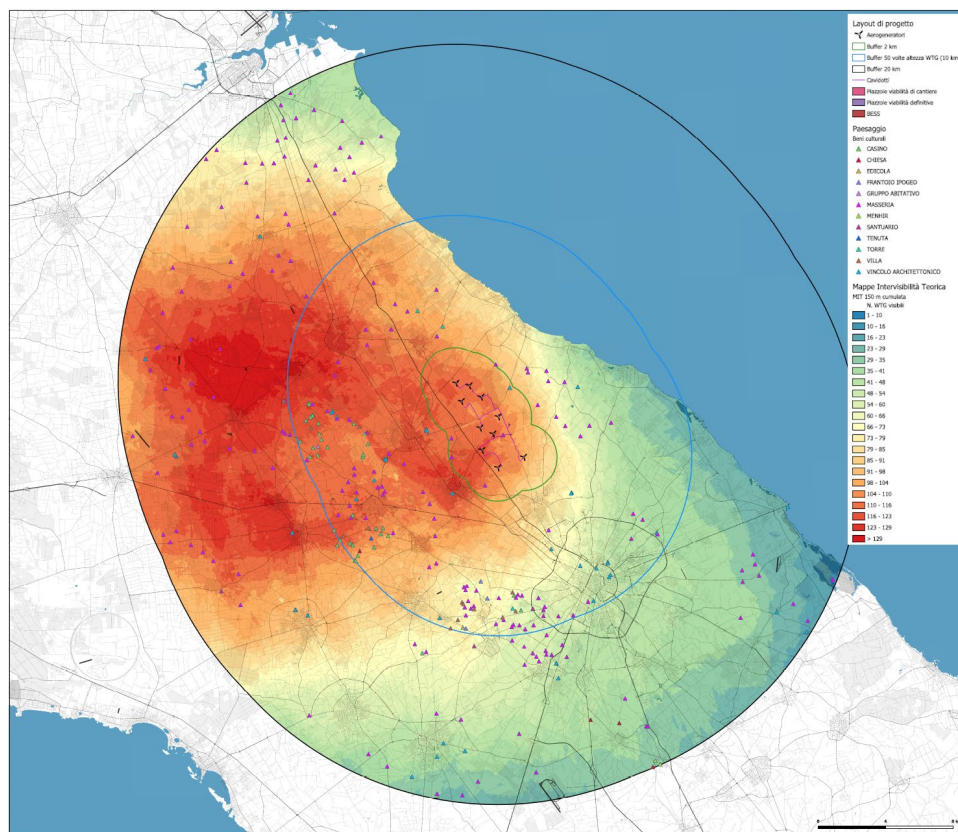 Layout di progetto
Aerogeneratori
Buffer 2 km
Buffer 50 volte altezza WTG (10 km
Buffer 20 km
Cavidotti
Piazzole viabilità di cantiere
Piazzole viabilità definitive
BESS
Paesaggio
Beni culturali
CASINO
CHIESA
EDICOLA
FRANTOIO IPOGEO
GRUPPO ABITATIVO
MASSERIA
MENHIR
SANTUARIO
TENUTA
TORRE
VILLA
VINCOLO ARCHITETTONICO
Mappe Intervisibilità Teorica
MIT 150 m cumulata
N. WTG visibili
1 - 10
10 - 16
16 - 23
23 - 29
29 - 35
35 - 41
41 - 48
48 - 54
54 - 60
60 - 66
66 - 73
73 - 79
79 - 85
85 - 91
91 - 98
98 - 104
104 - 110
110 - 116
116 - 123
123 - 129
> 129
0 4 8 k